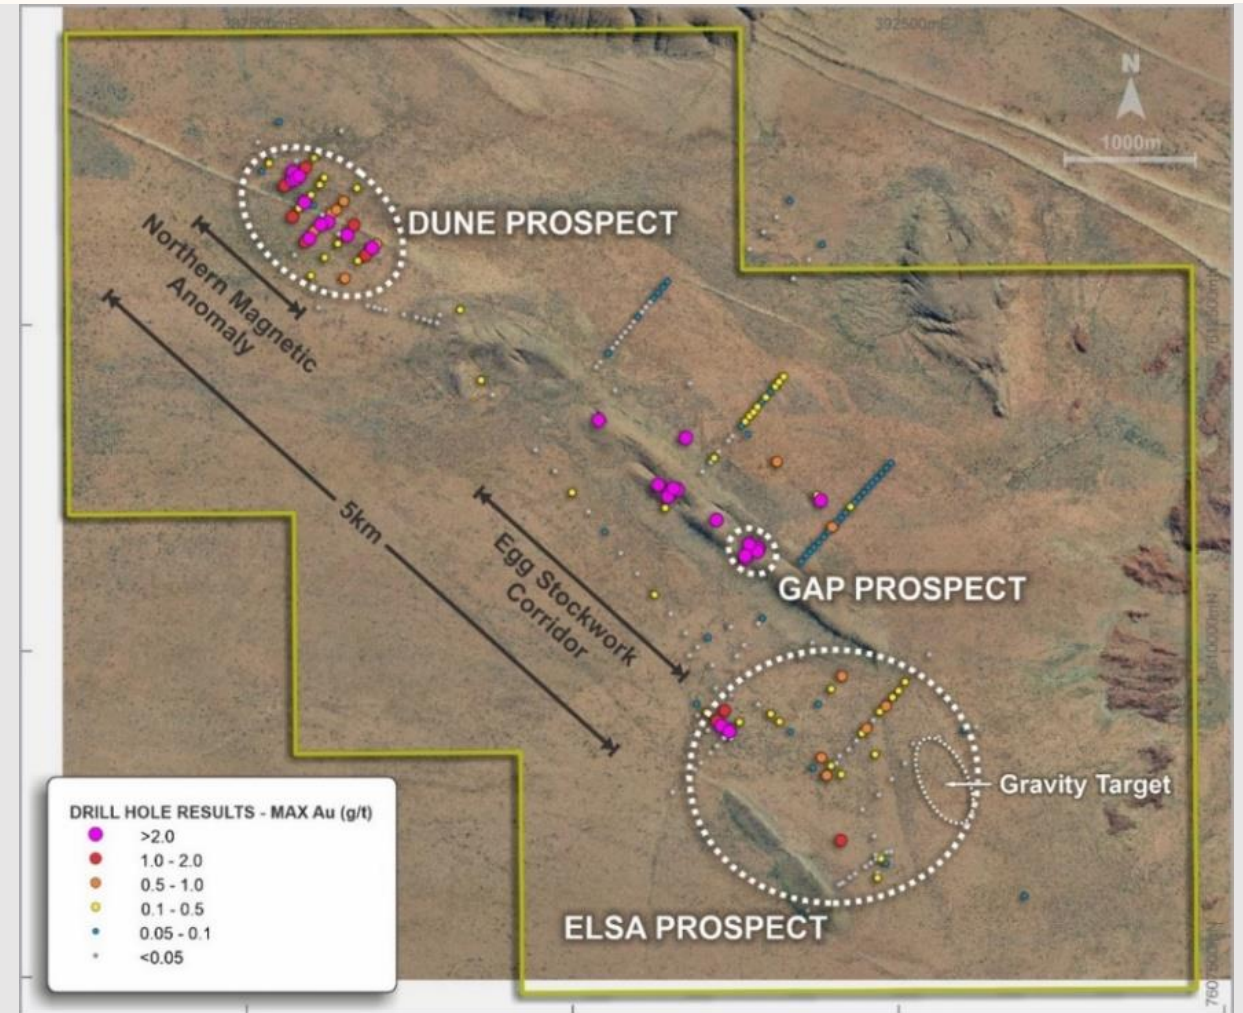 387500mE
392500mE
N
1000m
DUNE PROSPECT
Northern Magnetic
Anomaly
5km
Egg Stockwork
Corridor
GAP PROSPECT
Gravity Target
ELSA PROSPECT
DRILL HOLE RESULTS - MAX Au (g/t)
>2.0
1.0 - 2.0
0.5 - 1.0
0.1 - 0.5
0.05 - 0.1
<0.05